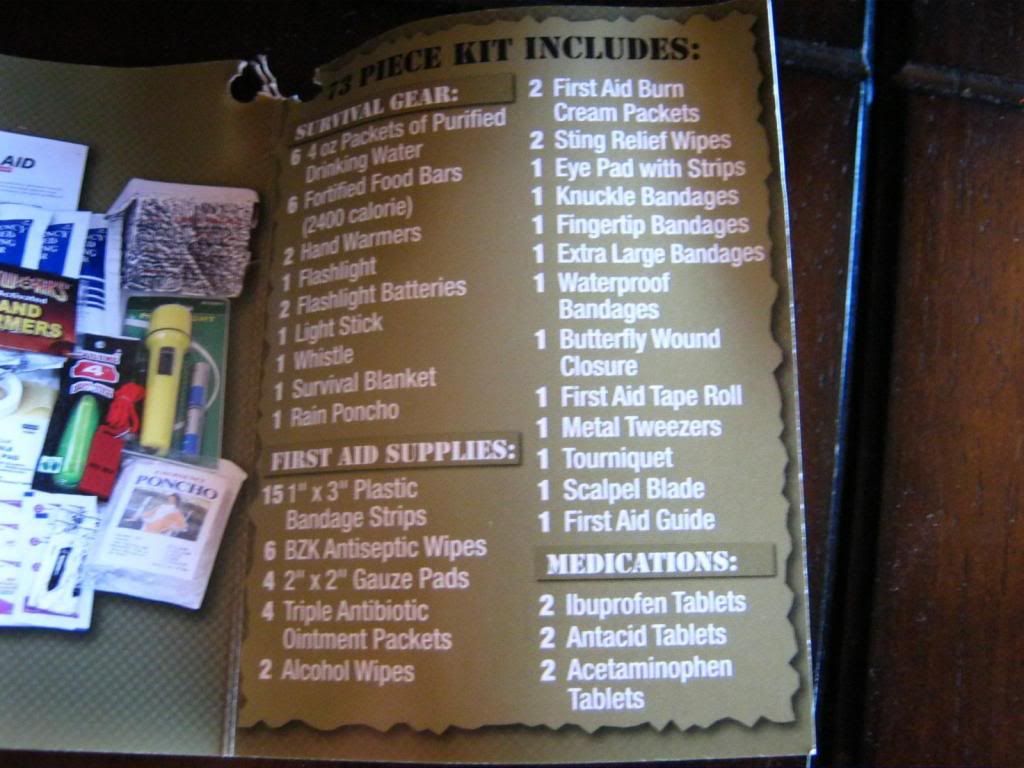 73 PIECE KIT INCLUDES:
SURVIVAL GEAR:
6 4 oz Packets of Purified
Drinking Water
6 Fortified Food Bars
(2400 calorie)
2 Hand Warmers
1 Flashlight
2 Flashlight Batteries
1 Light Stick
1 Whistle
1 Survival Blanket
1 Rain Poncho
FIRST AID SUPPLIES:
15 1" x 3" Plastic
Bandage Strips
6 BZK Antiseptic Wipes
4 2" x 2" Gauze Pads
4 Triple Antibiotic
Ointment Packets
2 Alcohol Wipes
2 First Aid Burn
Cream Packets
2 Sting Relief Wipes
1 Eye Pad with Strips
1 Knuckle Bandages
1 Fingertip Bandages
1 Extra Large Bandages
1 Waterproof
Bandages
1 Butterfly Wound
Closure
1 First Aid Tape Roll
1 Metal Tweezers
1 Tourniquet
1 Scalpel Blade
1 First Aid Guide
MEDICATIONS:
2 Ibuprofen Tablets
2 Antacid Tablets
2 Acetaminophen
Tablets
AID
AND
MERS
4
PONCHO